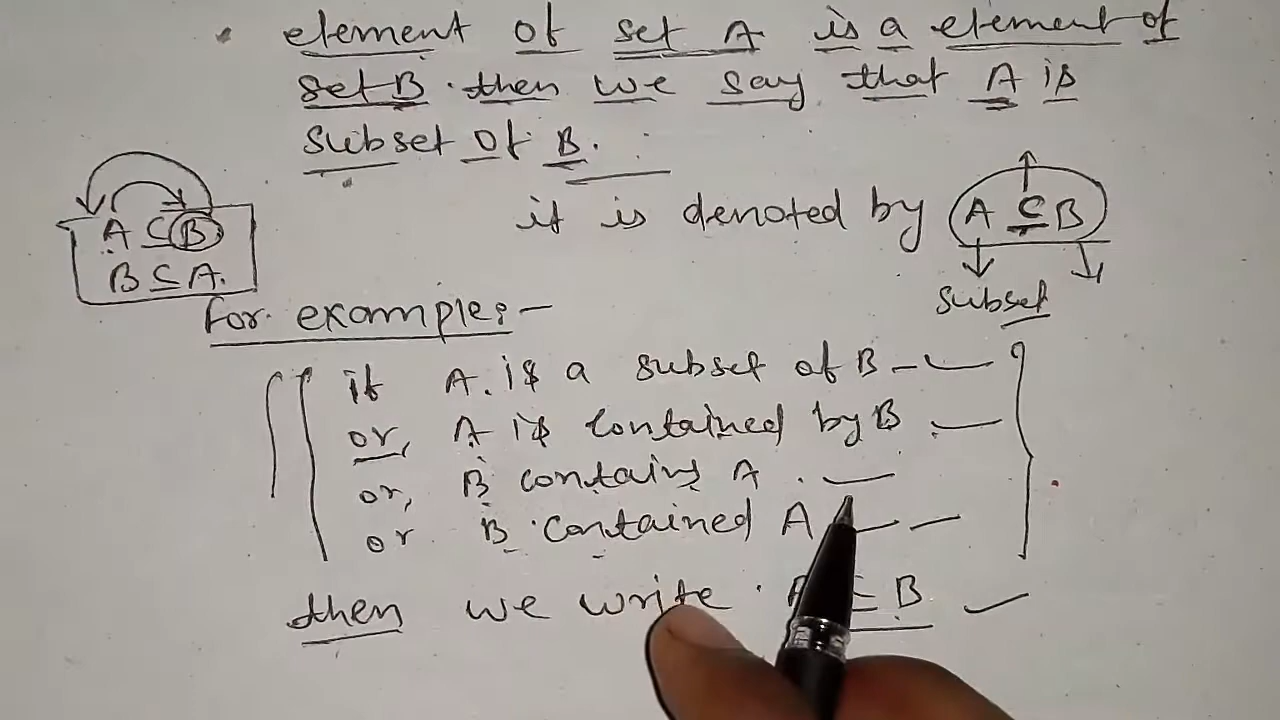 element of set A is a element of
set B. then we say that A is
subset of B.
it is denoted by A ⊆ B
A ⊆ B
B ⊆ A.
subset
For example:-
if A is a subset of B -
or, A is contained by B
or, B contains A
or B contained A
then we write A ⊆ B